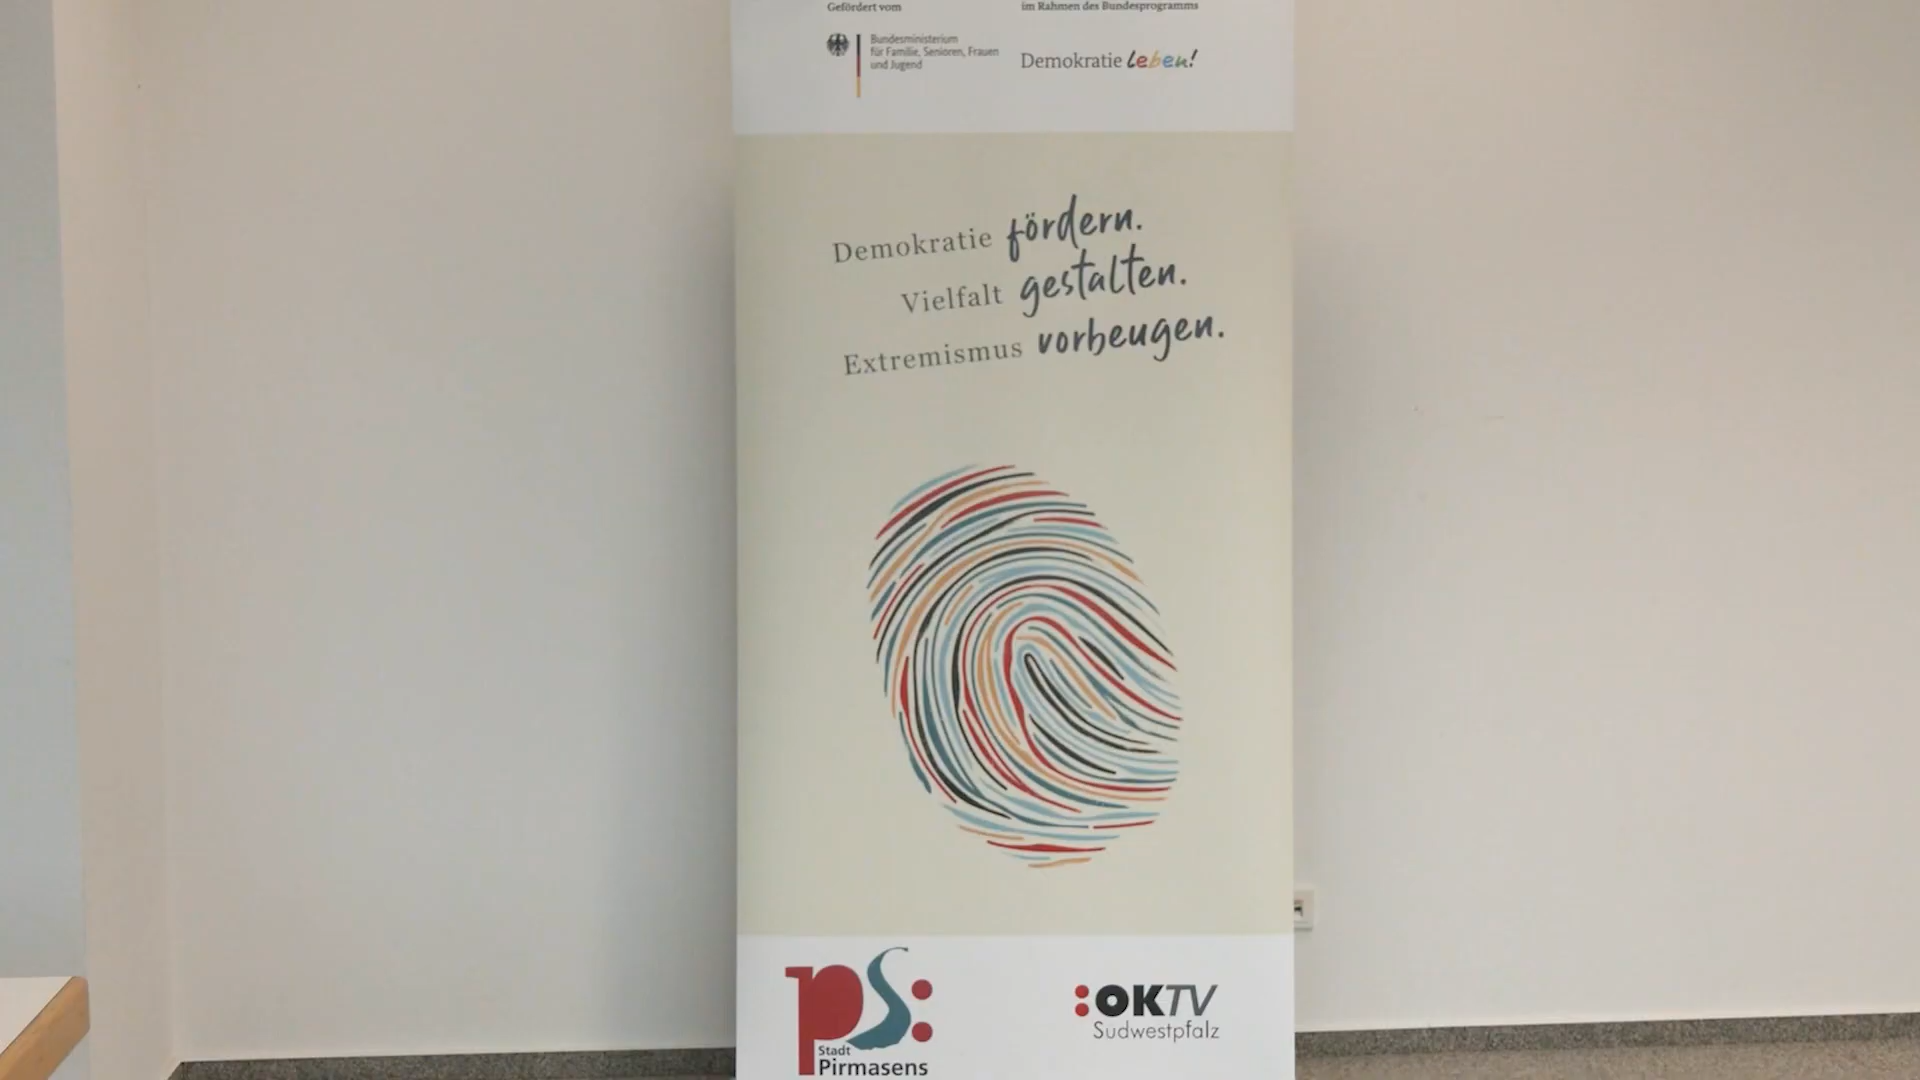 Gefördert vom
im Rahmen des Bundesprogramms
Bundesministerium
für Familie, Senioren, Frauen
und Jugend
Demokratie Leben!
Demokratie fördern.
Vielfalt gestalten.
Extremismus vorbeugen.
ps:
Stadt
Pirmasens
:OKTV
Südwestpfalz